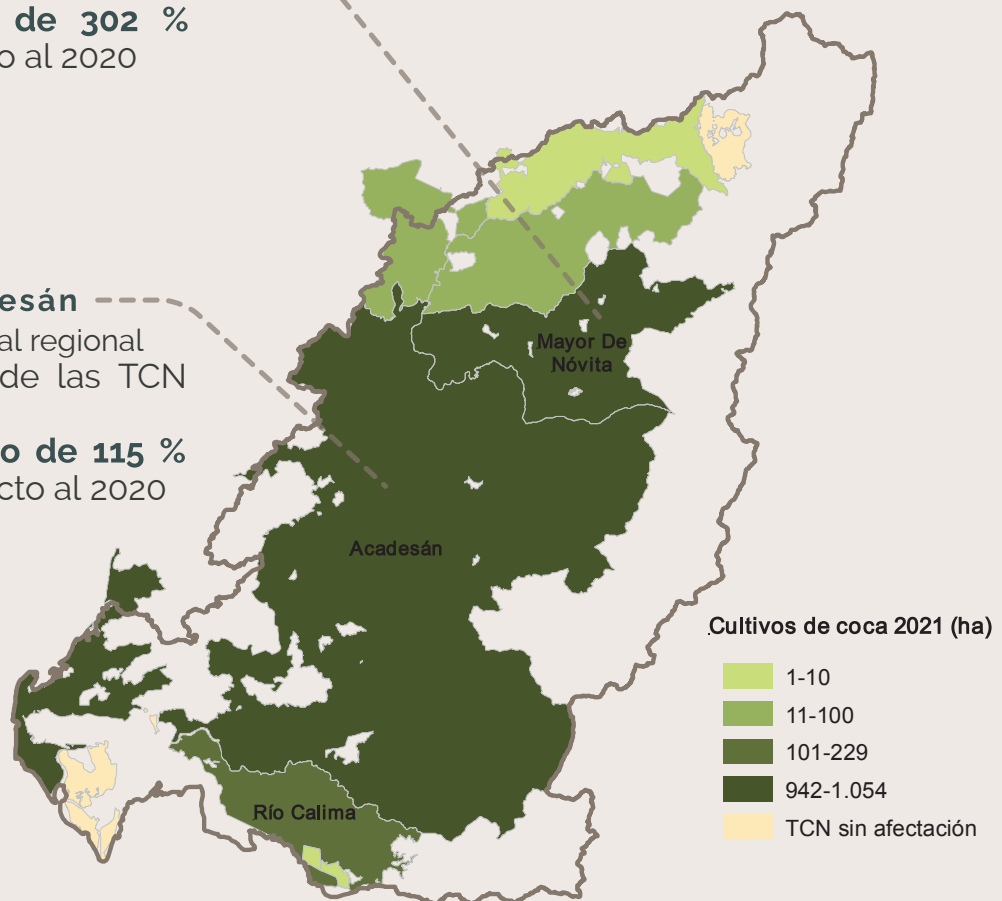 de 302 %
o al 2020
esán
al regional
de las TCN
o de 115 %
cto al 2020
Mayor De
Nóvita
Acadesán
Río Calima
Cultivos de coca 2021 (ha)
1-10
11-100
101-229
942-1.054
TCN sin afectación